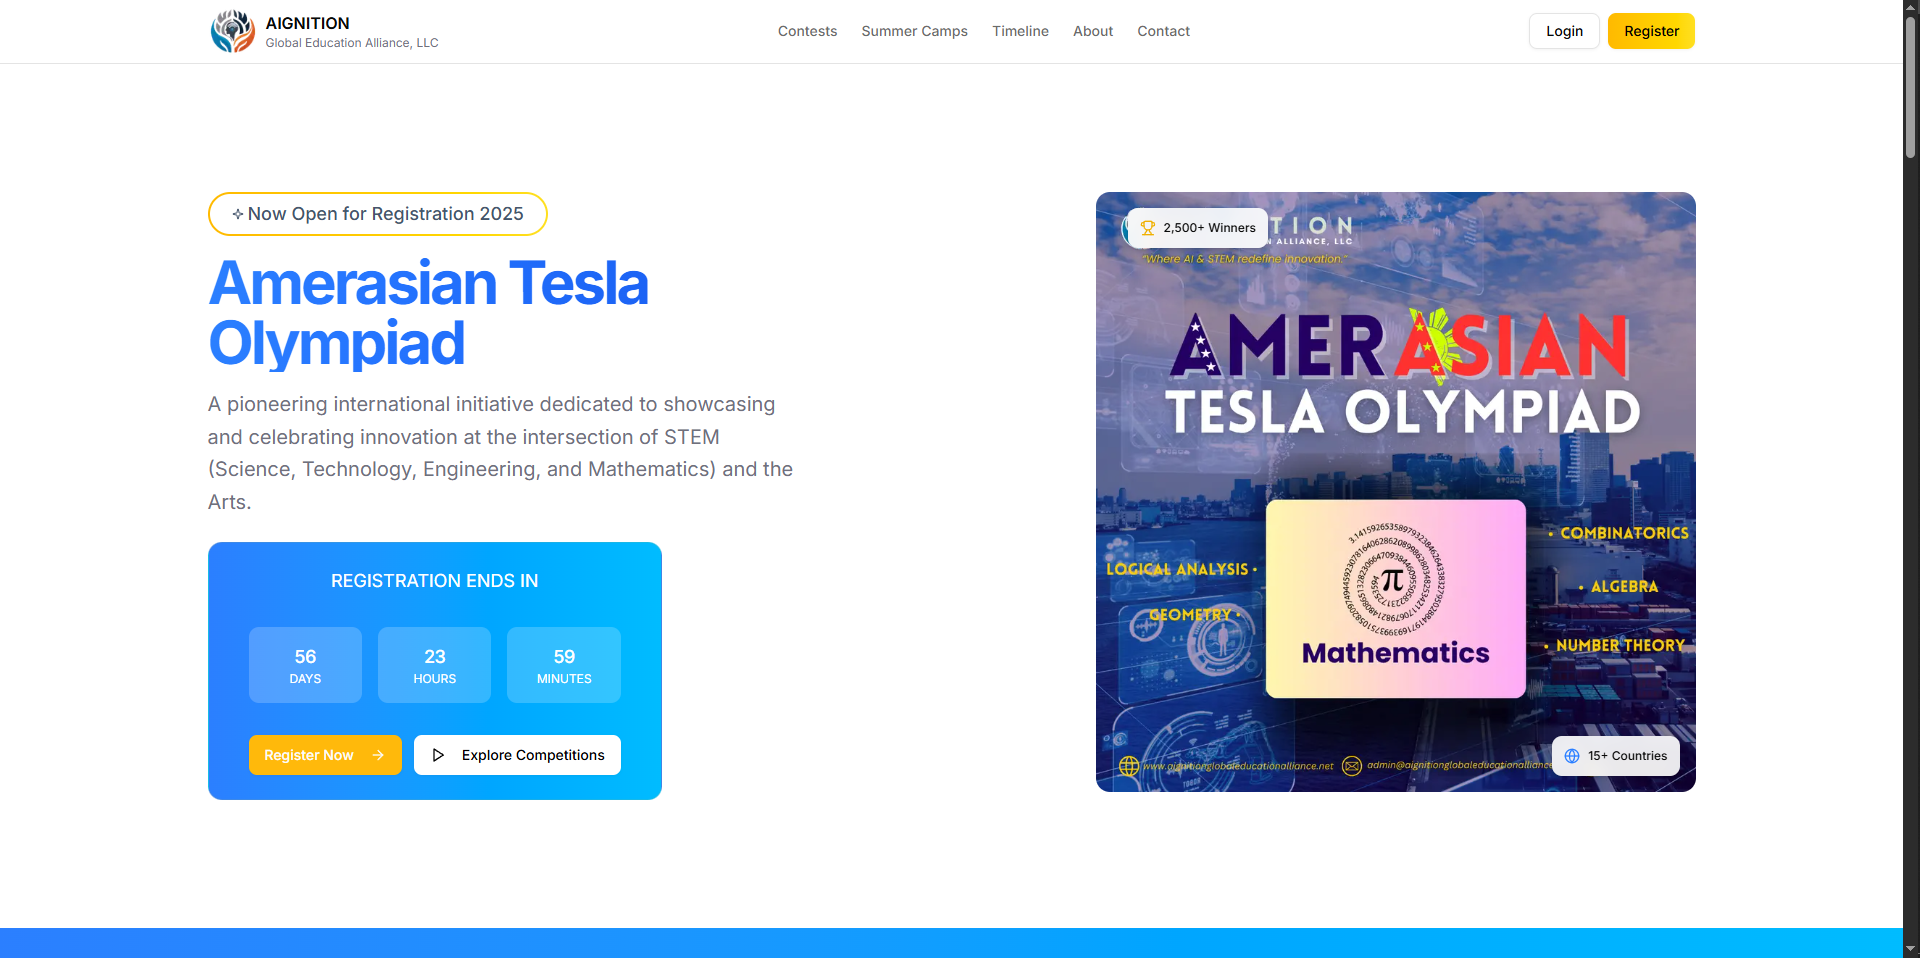 AIGNITION
Global Education Alliance, LLC
Contests
Summer Camps
Timeline
About
Contact
Login
Register
Now Open for Registration 2025
Amerasian Tesla
Olympiad
A pioneering international initiative dedicated to showcasing
and celebrating innovation at the intersection of STEM
(Science, Technology, Engineering, and Mathematics) and the
Arts.
REGISTRATION ENDS IN
56
DAYS
23
HOURS
59
MINUTES
Register Now
Explore Competitions
2,500+ Winners
TION
ALLIANCE, LLC
"Where AI & STEM redefine innovation."
AMERASIAN
TESLA OLYMPIAD
LOGICAL ANALYSIS •
GEOMETRY •
• COMBINATORICS
• ALGEBRA
• NUMBER THEORY
π
Mathematics
www.aignitionglobaleducationalliance.net
admin@aignitionglobaleducationalliance
15+ Countries